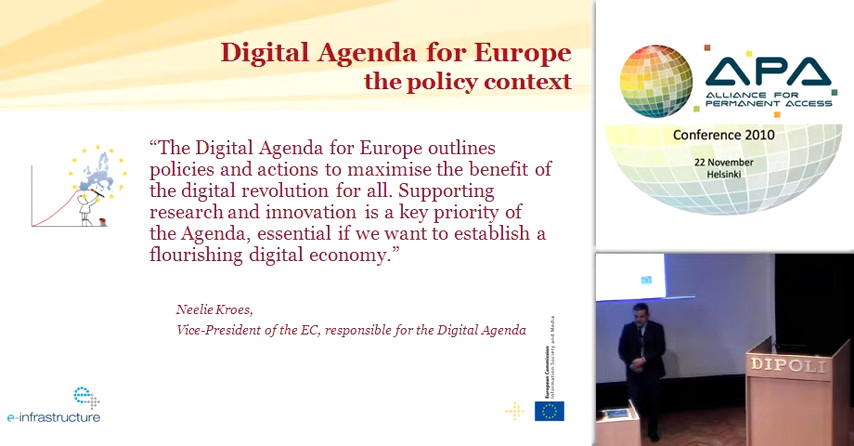 Digital Agenda for Europe
the policy context
“The Digital Agenda for Europe outlines
policies and actions to maximise the benefit of
the digital revolution for all. Supporting
research and innovation is a key priority of
the Agenda, essential if we want to establish a
flourishing digital economy.”
Neelie Kroes,
Vice-President of the EC, responsible for the Digital Agenda
European Commission
Information Society and Media
e-infrastructure
APA
ALLIANCE FOR
PERMANENT ACCESS
Conference 2010
22 November
Helsinki
DIPOLI